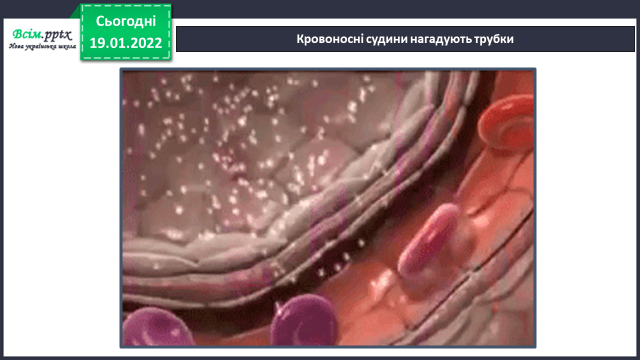 Всім.pptx
Нова українська школа
Сьогодні
19.01.2022
Кровоносні судини нагадують трубки